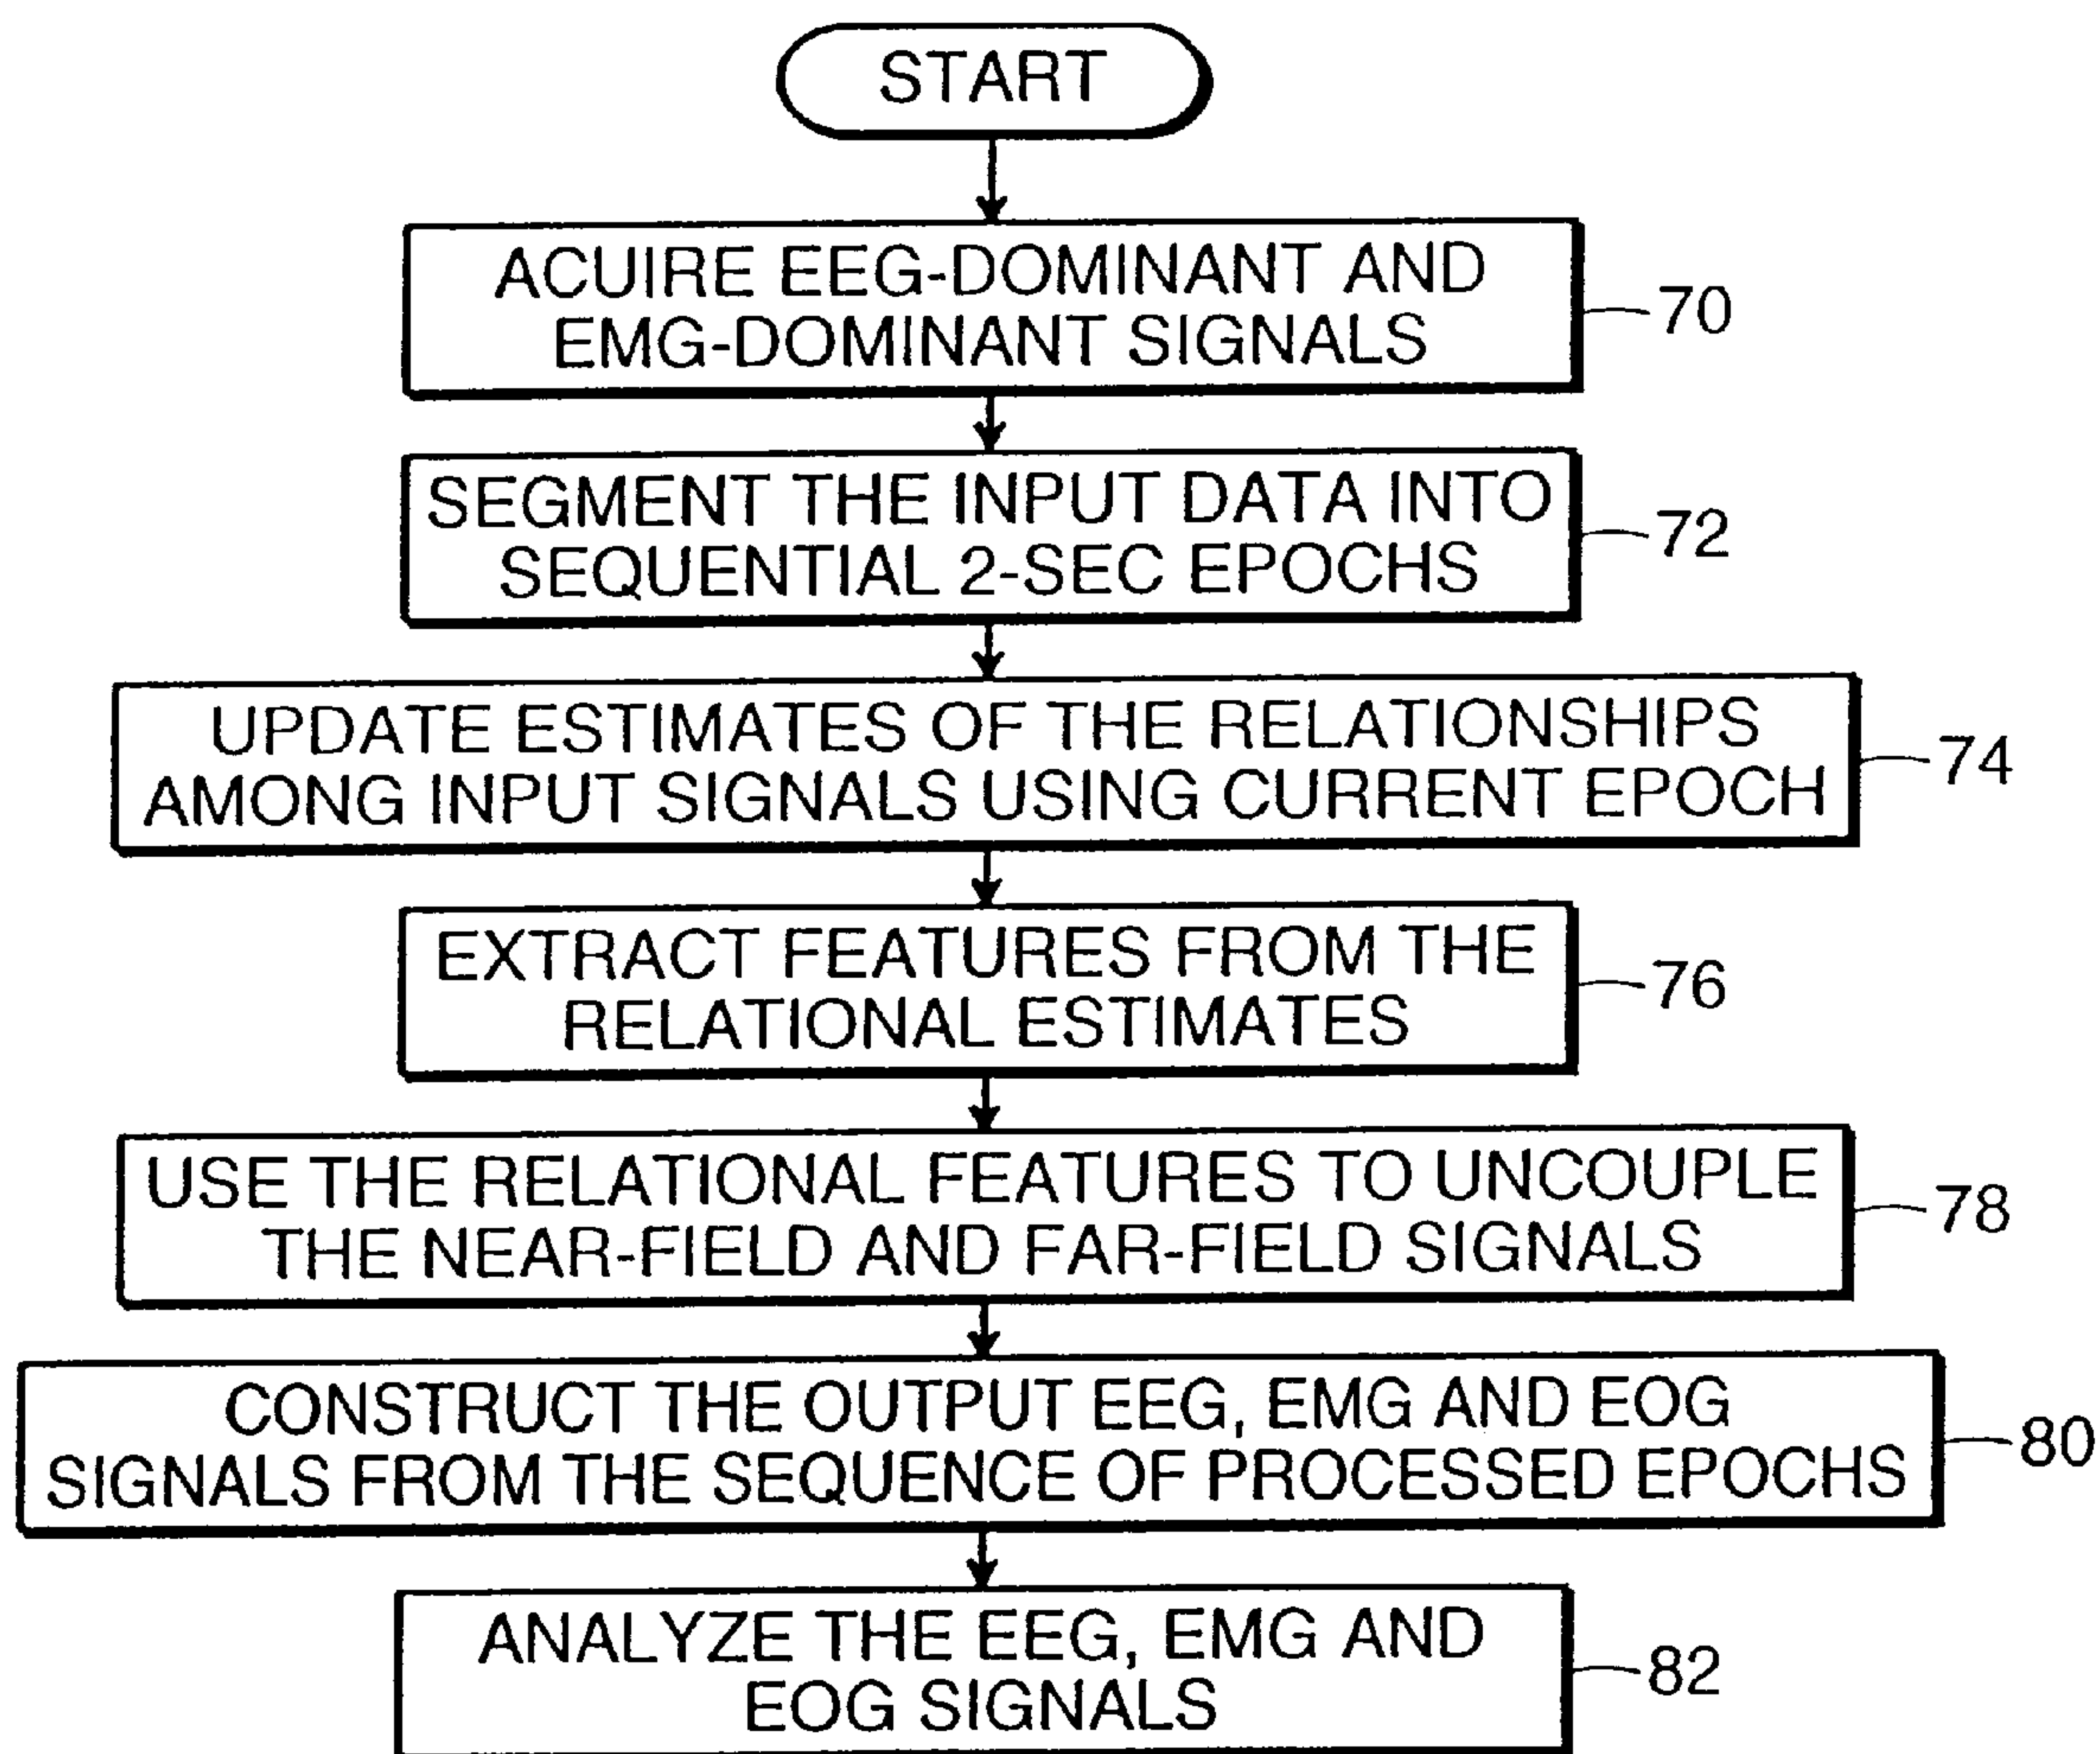 START
ACUIRE EEG-DOMINANT AND
EMG-DOMINANT SIGNALS
70
SEGMENT THE INPUT DATA INTO
SEQUENTIAL 2-SEC EPOCHS
72
UPDATE ESTIMATES OF THE RELATIONSHIPS
AMONG INPUT SIGNALS USING CURRENT EPOCH
74
EXTRACT FEATURES FROM THE
RELATIONAL ESTIMATES
76
USE THE RELATIONAL FEATURES TO UNCOUPLE
THE NEAR-FIELD AND FAR-FIELD SIGNALS
78
CONSTRUCT THE OUTPUT EEG, EMG AND EOG
SIGNALS FROM THE SEQUENCE OF PROCESSED EPOCHS
80
ANALYZE THE EEG, EMG AND
EOG SIGNALS
82